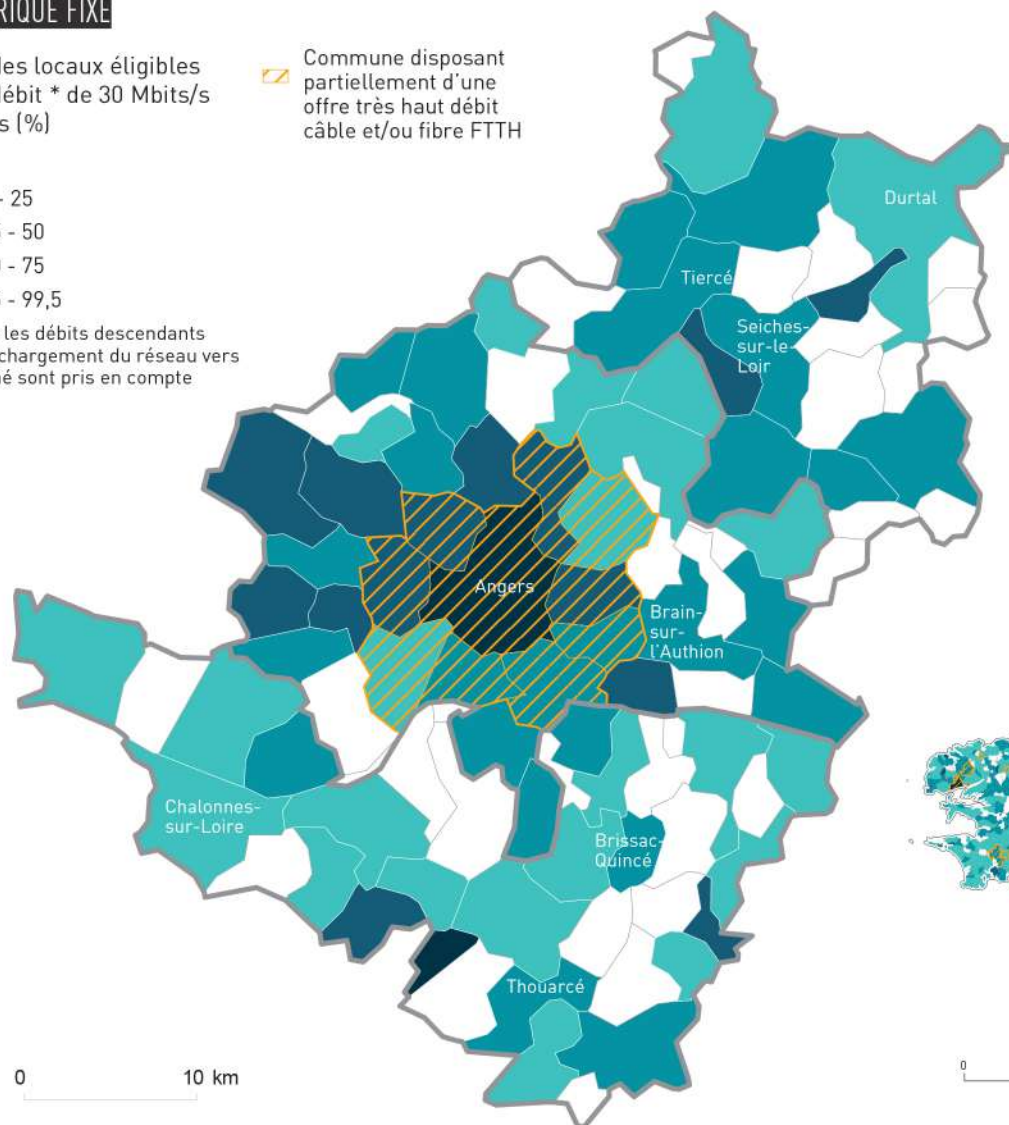 RIQUE FIXE
des locaux éligibles
débit * de 30 Mbits/s
s (%)
- 25
- 50
- 75
- 99,5
les débits descendants
chargement du réseau vers
é sont pris en compte
Commune disposant
partiellement d'une
offre très haut débit
câble et/ou fibre FTTH
Durtal
Tiercé
Seiches-
sur-le-
Loir
Angers
Brain-
sur-
l'Authion
Chalonnes-
sur-Loire
Brissac-
Quincé
Thouarcé
0 10 km
0